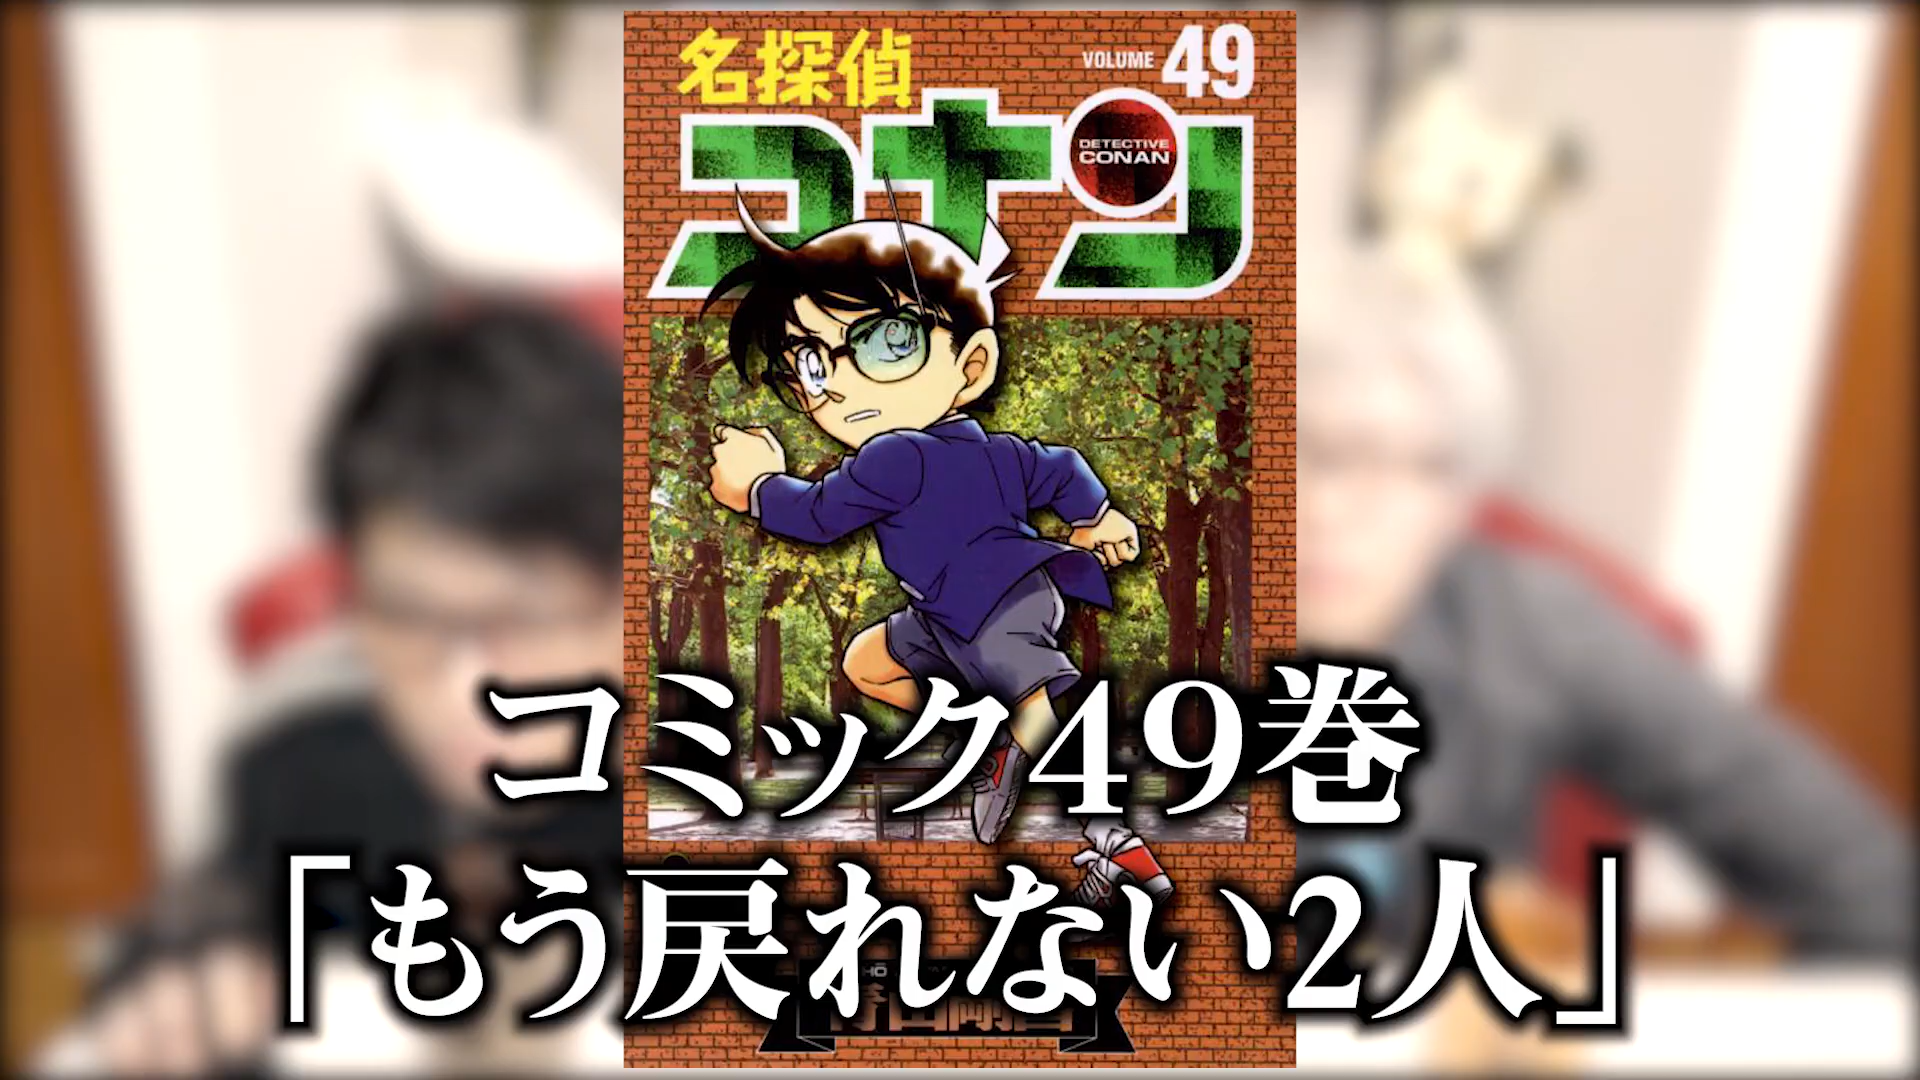 名探偵
VOLUME 49
コナン
DETECTIVE
CONAN
コミック49巻
「もう戻れない2人」